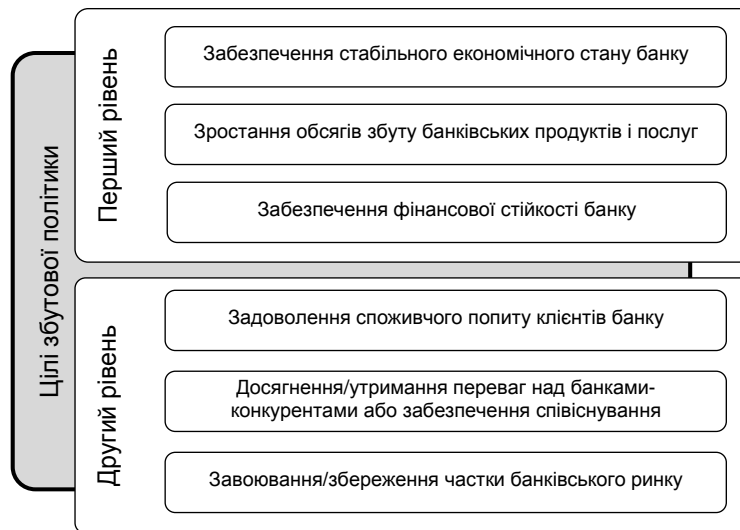 Цілі збутової політики
Перший рівень
Забезпечення стабільного економічного стану банку
Зростання обсягів збуту банківських продуктів і послуг
Забезпечення фінансової стійкості банку
Другий рівень
Задоволення споживчого попиту клієнтів банку
Досягнення/утримання переваг над банками-
конкурентами або забезпечення співіснування
Завоювання/збереження частки банківського ринку